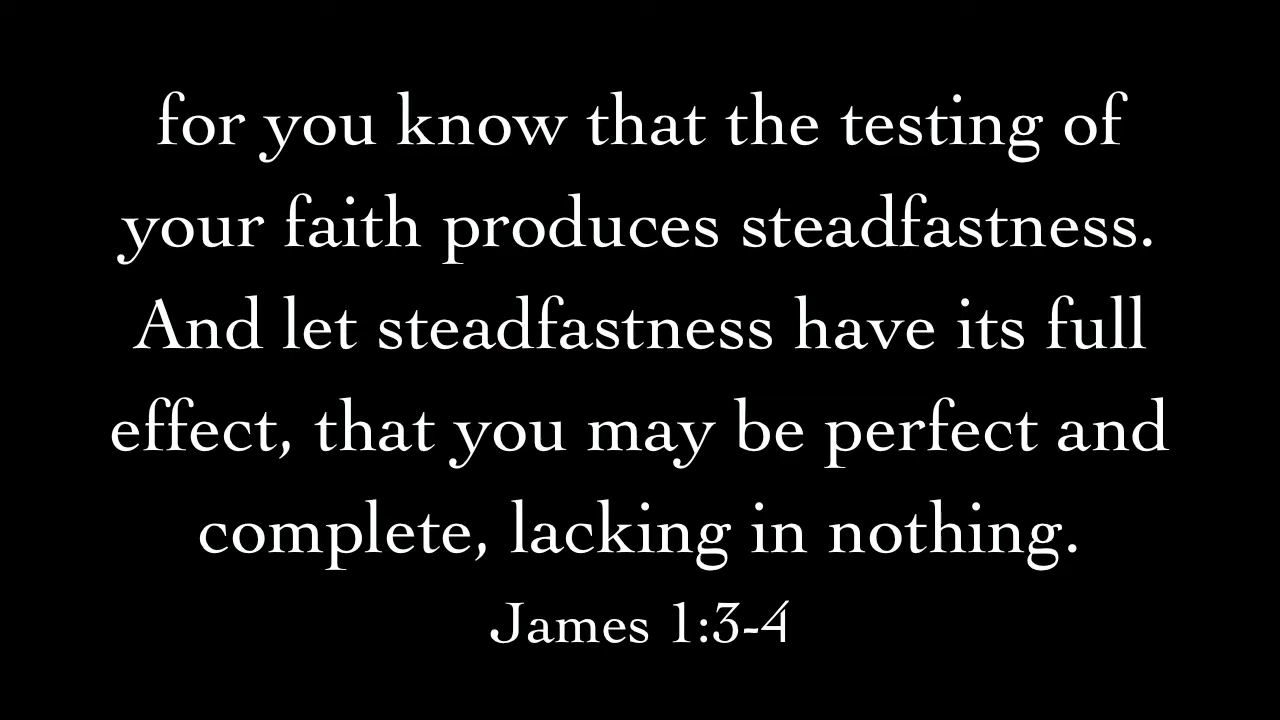 for you know that the testing of
your faith produces steadfastness.
And let steadfastness have its full
effect, that you may be perfect and
complete, lacking in nothing.
James 1:3-4